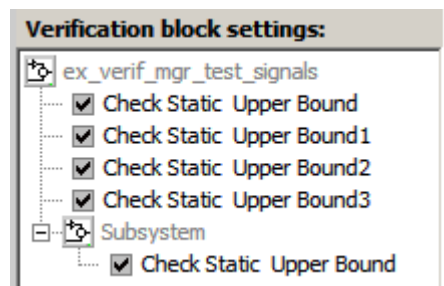 Verification block settings:
ex_verif_mgr_test_signals
Check Static Upper Bound
Check Static Upper Bound1
Check Static Upper Bound2
Check Static Upper Bound3
Subsystem
Check Static Upper Bound